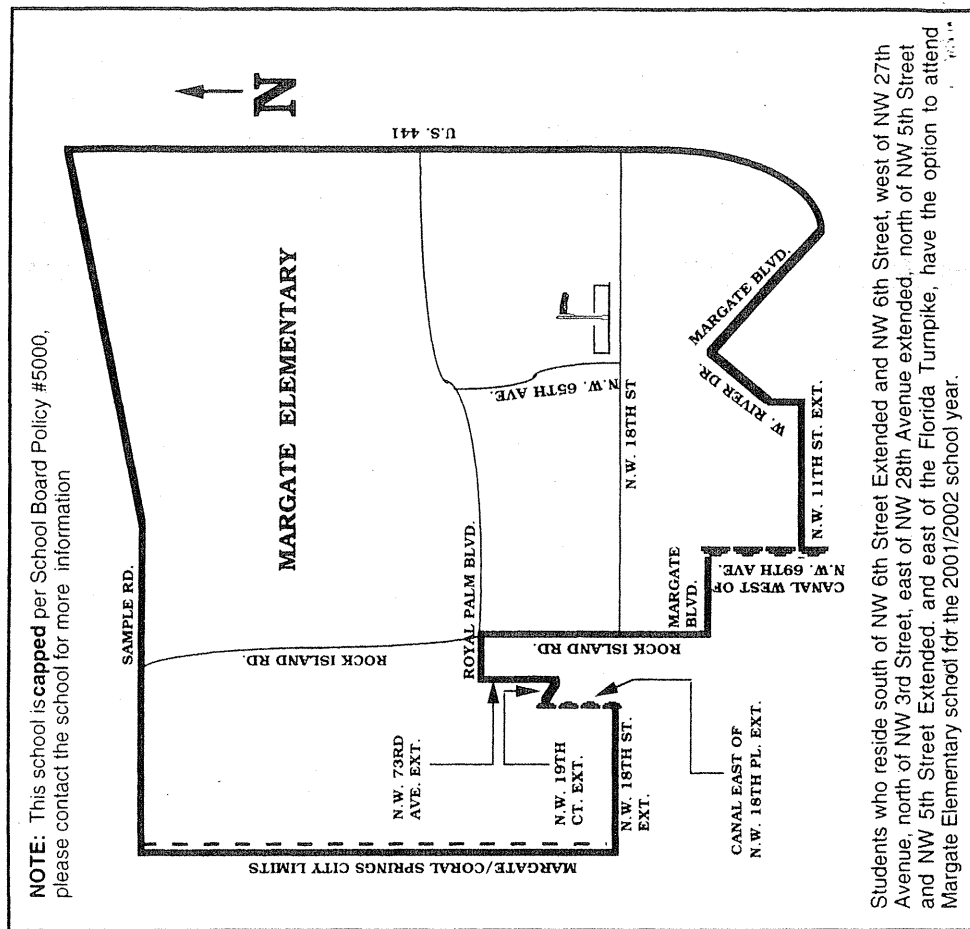 NOTE: This school iscapped per School Board Policy #5000,
please contact the school for more information
N
SAMPLE RD.
U.S. 441
MARGATE ELEMENTARY
ROCK ISLAND RD.
ROYAL PALM BLVD.
N.W. 65TH AVE.
N.W. 18TH ST
MARGATE/CORAL SPRINGS CITY LIMITS
N.W. 73RD
AVE. EXT.
N.W. 19TH
CT. EXT.
N.W. 18TH ST.
EXT.
CANAL EAST OF
N.W. 18TH PL. EXT.
ROCK ISLAND RD.
MARGATE
BLVD.
CANAL WEST OF
N.W. 69TH AVE.
N.W. 11TH ST. EXT.
W. RIVER DR.
MARGATE BLVD.
Students who reside south of NW 6th Street Extended and NW 6th Street, west of NW 27th
Avenue, north of NW 3rd Street, east of NW 28th Avenue extended, north of NW 5th Street
and NW 5th Street Extended. and east of the Florida Turnpike, have the option to attend
Margate Elementary school for the 2001/2002 school year.